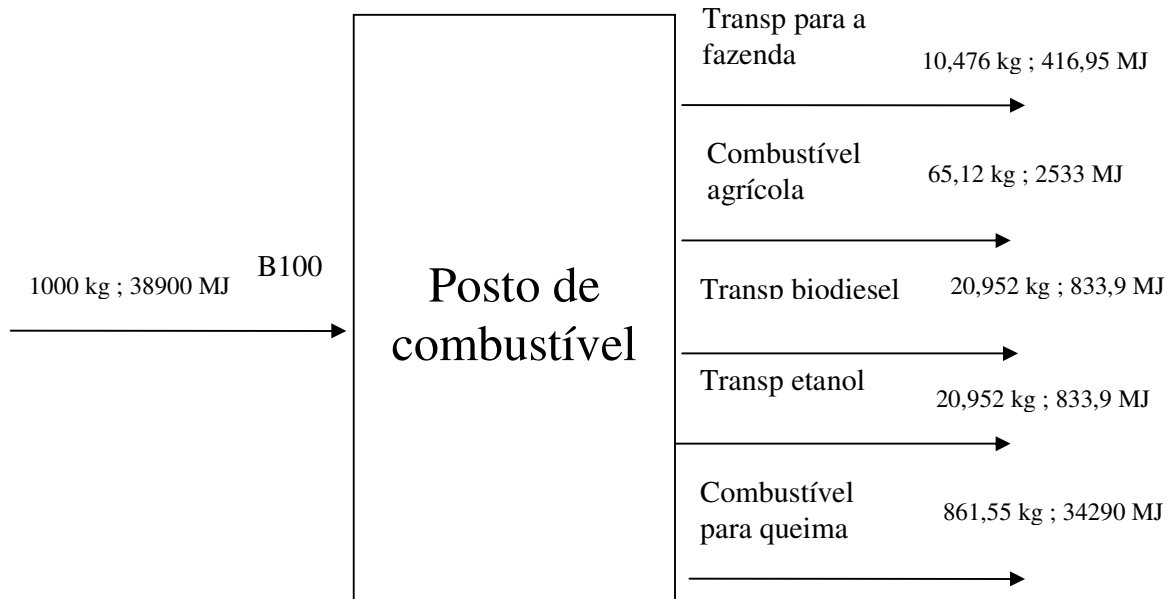 Transp para a
fazenda
10,476 kg ; 416,95 MJ
Combustível
agrícola
65,12 kg ; 2533 MJ
B100
1000 kg ; 38900 MJ
Posto de
combustível
Transp biodiesel
20,952 kg ; 833,9 MJ
Transp etanol
20,952 kg ; 833,9 MJ
Combustível
para queima
861,55 kg ; 34290 MJ